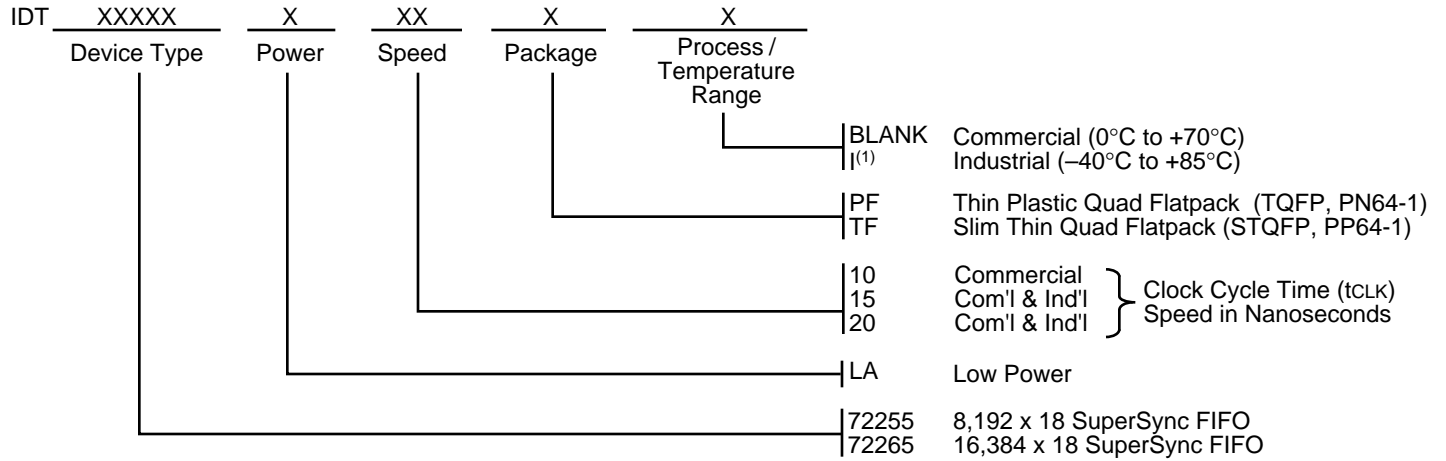 IDT XXXXX X XX X X
Device Type Power Speed Package Process / Temperature Range
BLANK Commercial (0°C to +70°C)
I(1) Industrial (–40°C to +85°C)
PF Thin Plastic Quad Flatpack (TQFP, PN64-1)
TF Slim Thin Quad Flatpack (STQFP, PP64-1)
10 Commercial
15 Com'l & Ind'l
20 Com'l & Ind'l
Clock Cycle Time (tCLK)
Speed in Nanoseconds
LA Low Power
72255 8,192 x 18 SuperSync FIFO
72265 16,384 x 18 SuperSync FIFO